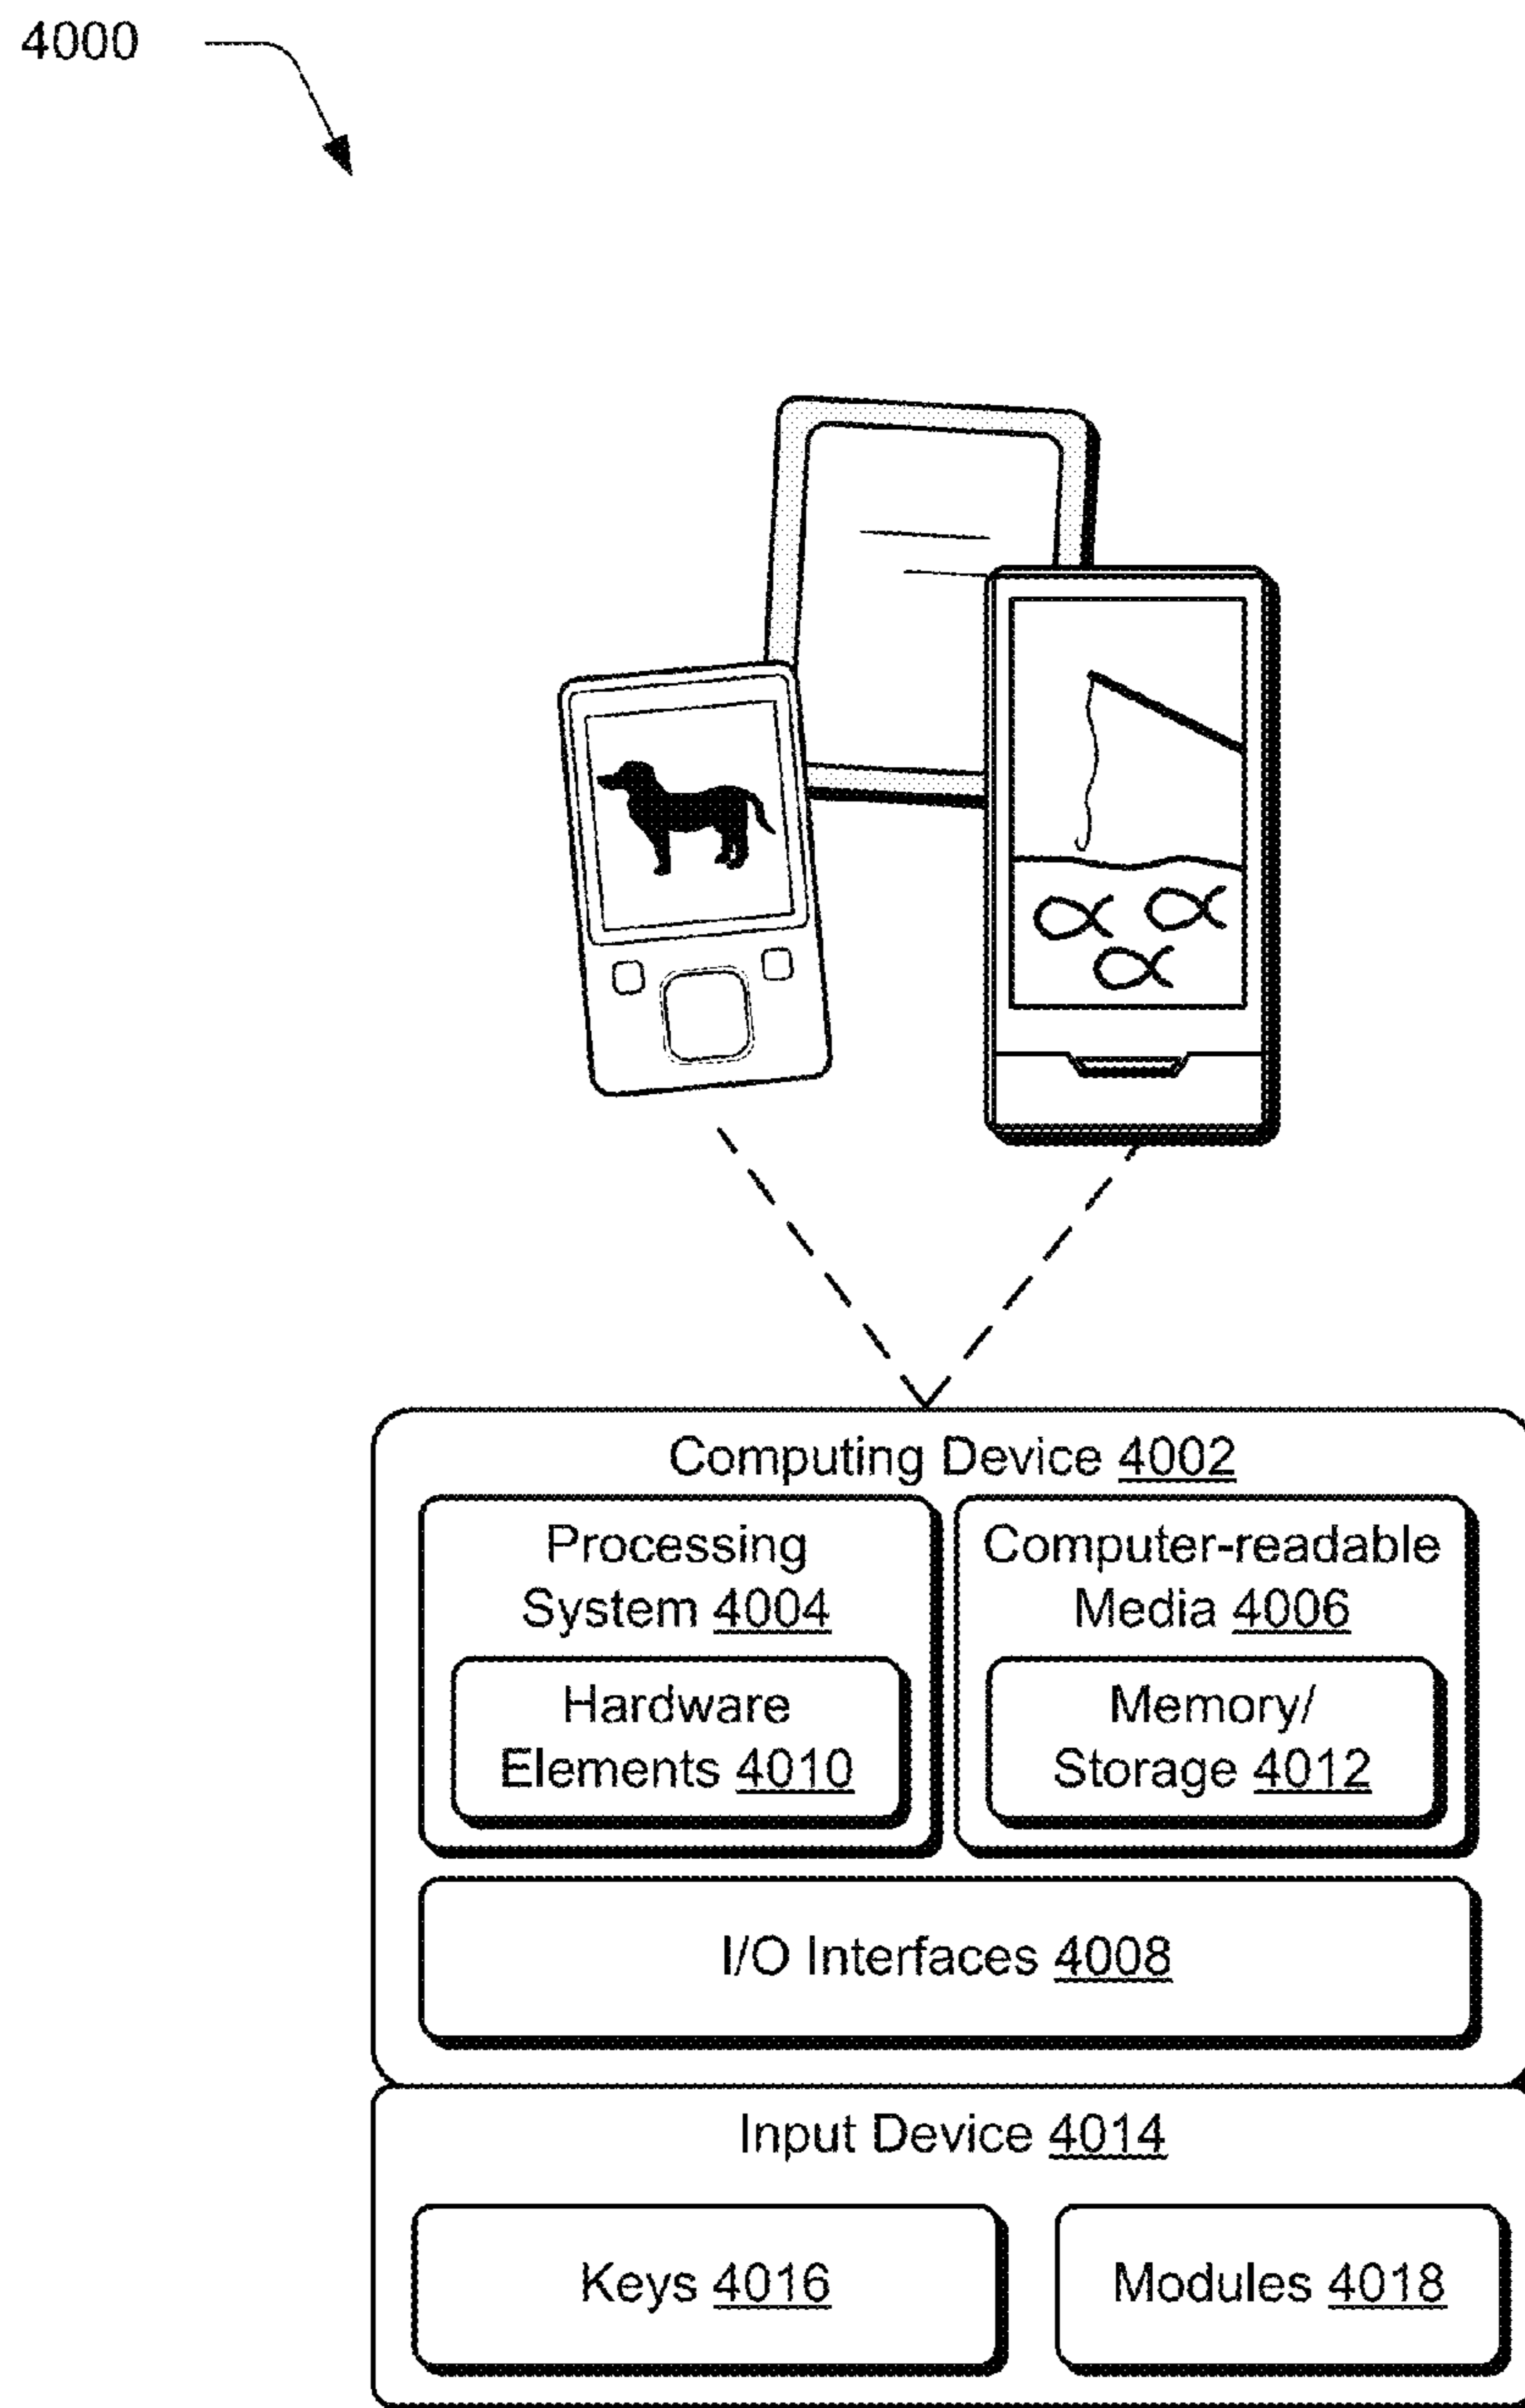 4000
Computing Device 4002
Processing
System 4004
Computer-readable
Media 4006
Hardware
Elements 4010
Memory/
Storage 4012
I/O Interfaces 4008
Input Device 4014
Keys 4016
Modules 4018